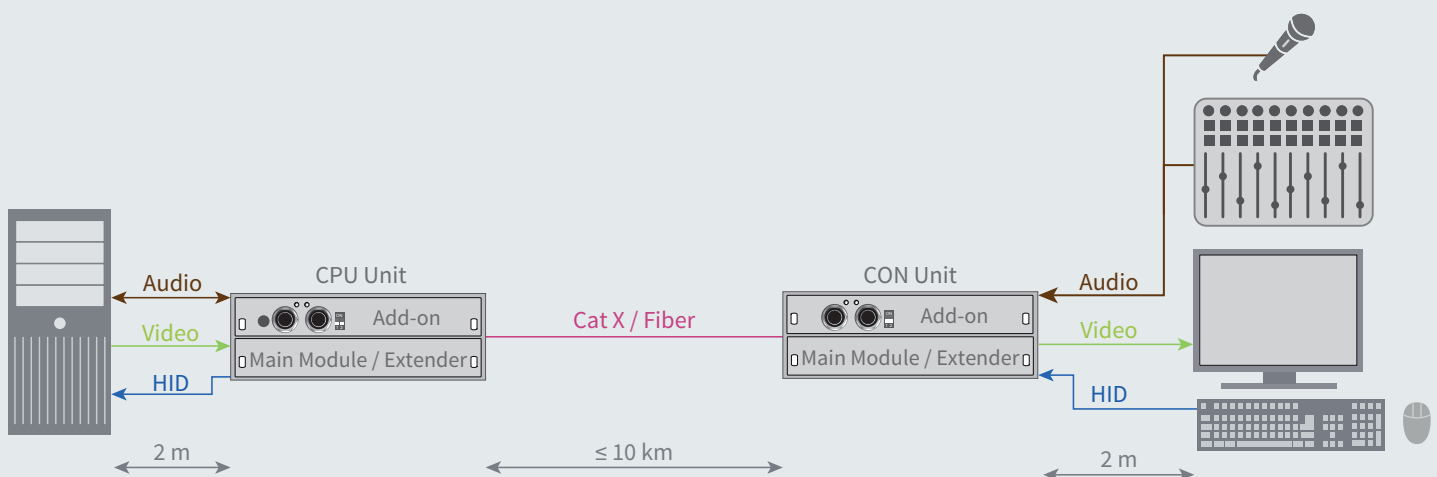 CPU Unit
CON Unit
Audio
Add-on
Cat X / Fiber
Add-on
Audio
Video
Main Module / Extender
Main Module / Extender
Video
HID
HID
2 m
≤ 10 km
2 m